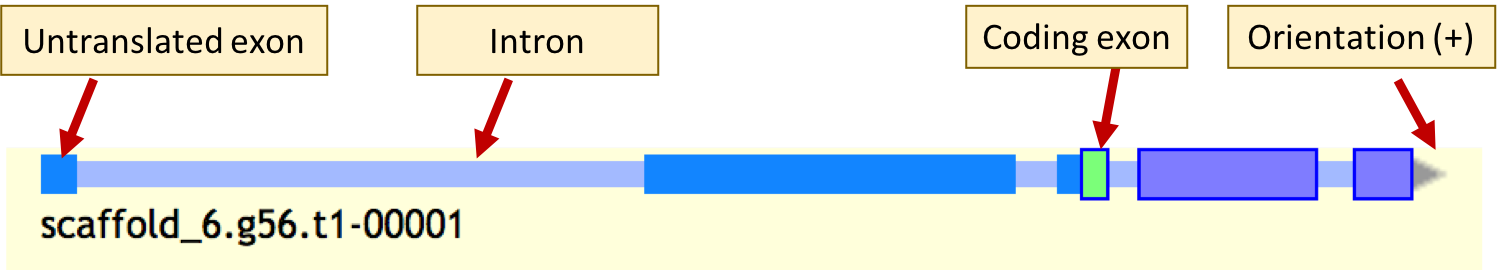 Untranslated exon
Intron
Coding exon
Orientation (+)
scaffold_6.g56.t1-00001